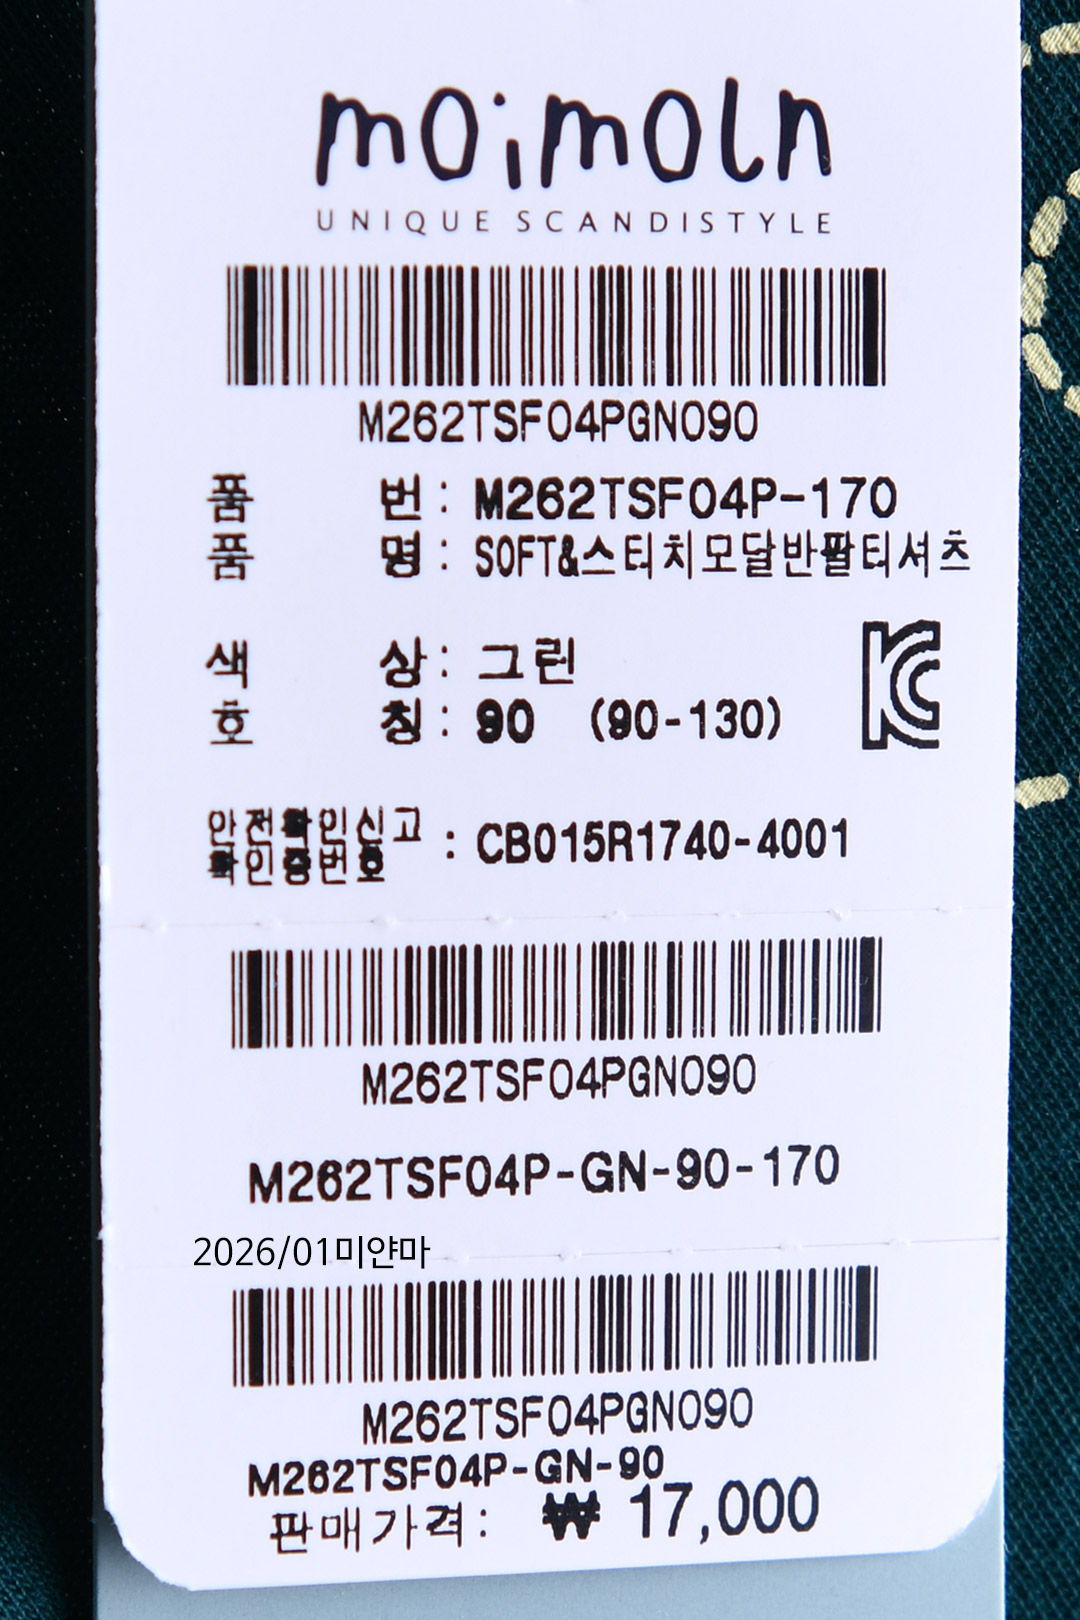 moimoln
UNIQUE SCANDISTYLE
M262TSF04PGN090
품 번 : M262TSF04P-170
품 명 : SOFT&스티치모달반팔티셔츠
색 상 : 그린
호 칭 : 90 (90-130)
안전확인신고
확인증번호 : CB015R1740-4001
M262TSF04PGN090
M262TSF04P-GN-90-170
2026/01미얀마
M262TSF04PGN090
M262TSF04P-GN-90
판매가격: ₩ 17,000